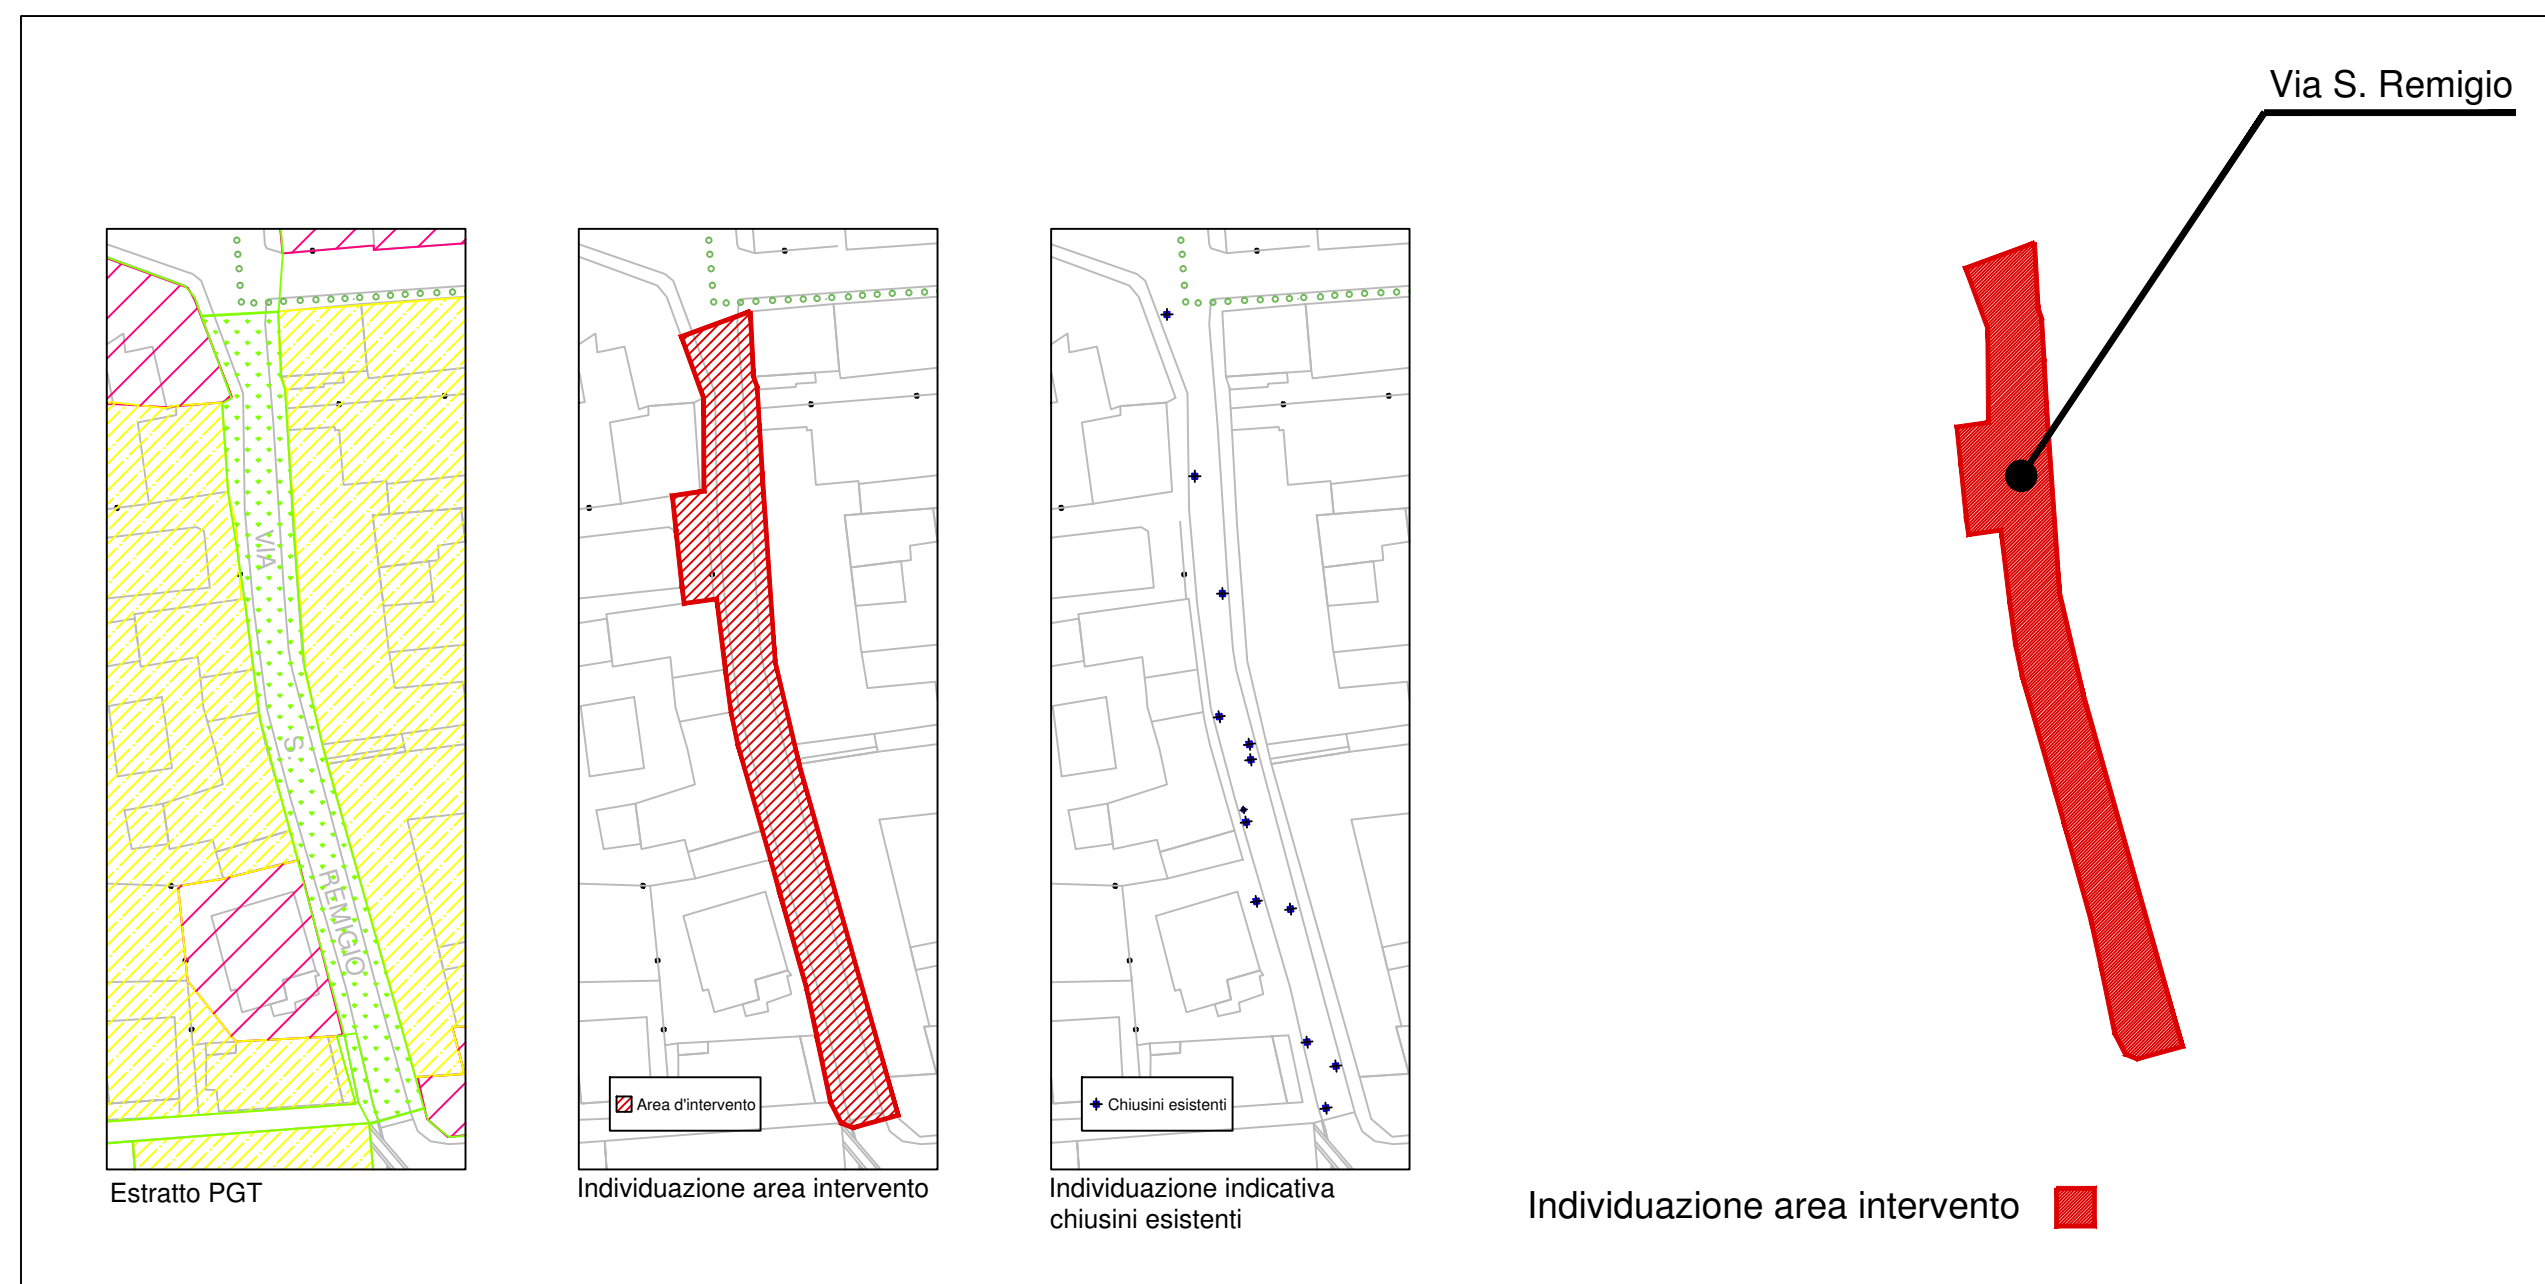 Via S. Remigio
VIA
S.
REMIGIO
Area d'intervento
Chiusini esistenti
Estratto PGT
Individuazione area intervento
Individuazione indicativa
chiusini esistenti
Individuazione area intervento